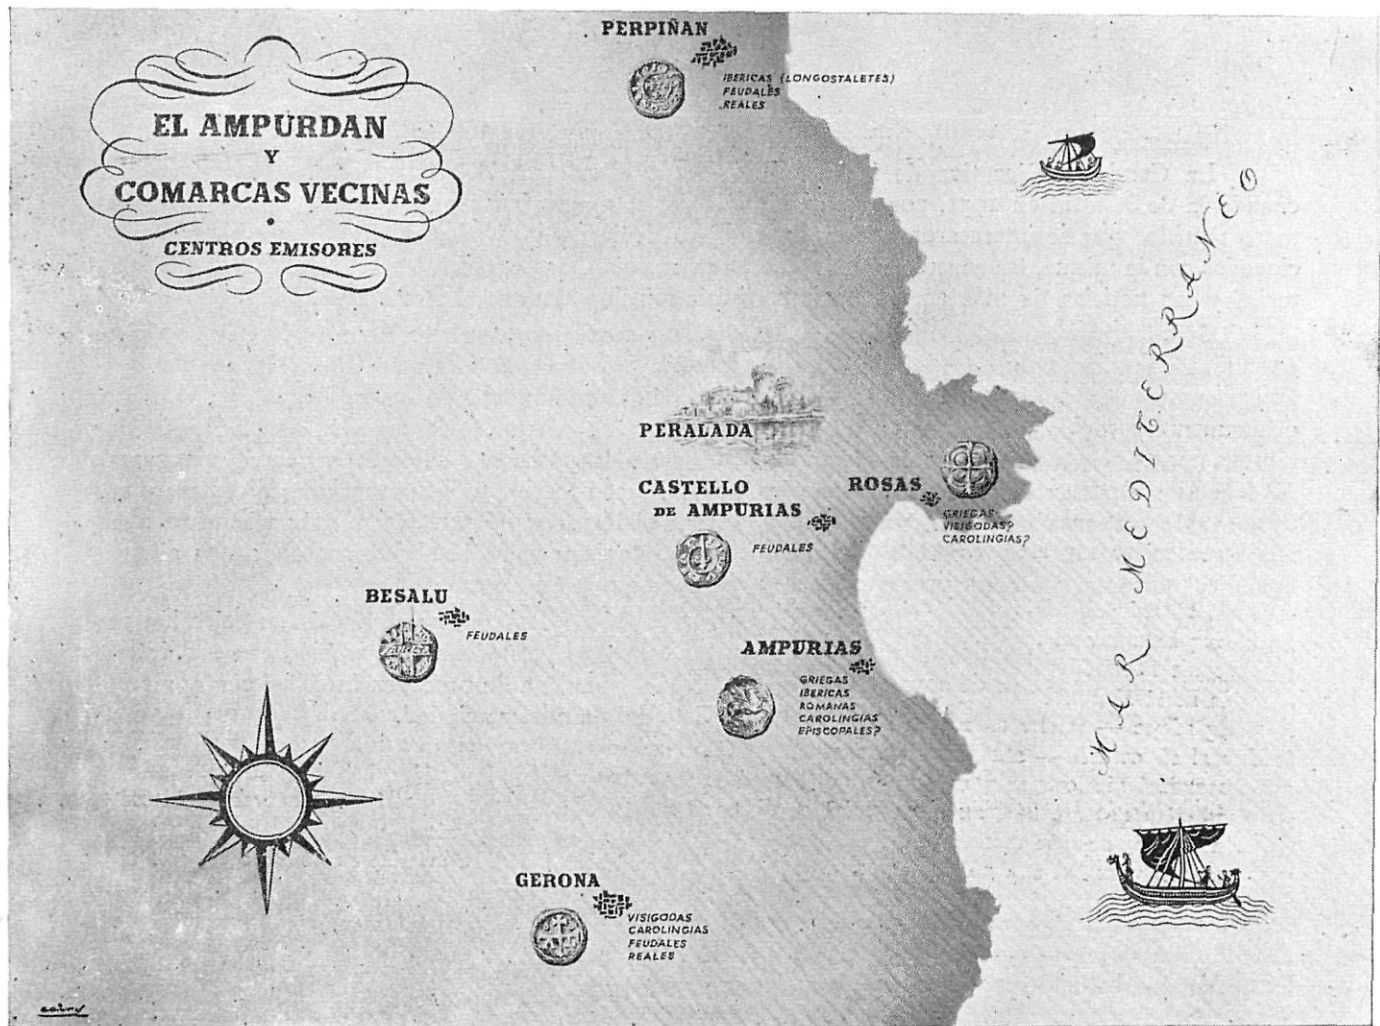 PERPIÑAN
IBERICAS (LONGOSTALETES)
FEUDALES
REALES
EL AMPURDAN
Y
COMARCAS VECINAS
CENTROS EMISORES
MAR MEDITERRANEO
PERALADA
CASTELLO
DE AMPURIAS
FEUDALES
ROSAS
GRIEGAS
VISIGODAS?
CAROLINGIAS?
BESALU
FEUDALES
AMPURIAS
GRIEGAS
IBERICAS
ROMANAS
CAROLINGIAS
EPISCOPALES?
GERONA
VISIGODAS
CAROLINGIAS
FEUDALES
REALES